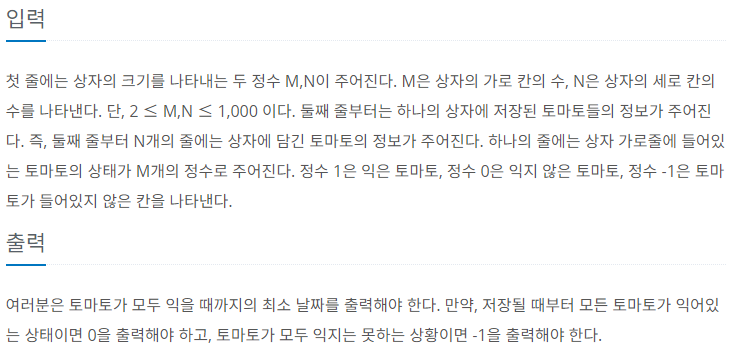 입력
첫 줄에는 상자의 크기를 나타내는 두 정수 M,N이 주어진다. M은 상자의 가로 칸의 수, N은 상자의 세로 칸의
수를 나타낸다. 단, 2 ≤ M,N ≤ 1,000 이다. 둘째 줄부터는 하나의 상자에 저장된 토마토들의 정보가 주어진
다. 즉, 둘째 줄부터 N개의 줄에는 상자에 담긴 토마토의 정보가 주어진다. 하나의 줄에는 상자 가로줄에 들어있
는 토마토의 상태가 M개의 정수로 주어진다. 정수 1은 익은 토마토, 정수 0은 익지 않은 토마토, 정수 -1은 토마
토가 들어있지 않은 칸을 나타낸다.
출력
여러분은 토마토가 모두 익을 때까지의 최소 날짜를 출력해야 한다. 만약, 저장될 때부터 모든 토마토가 익어있
는 상태이면 0을 출력해야 하고, 토마토가 모두 익지는 못하는 상황이면 -1을 출력해야 한다.